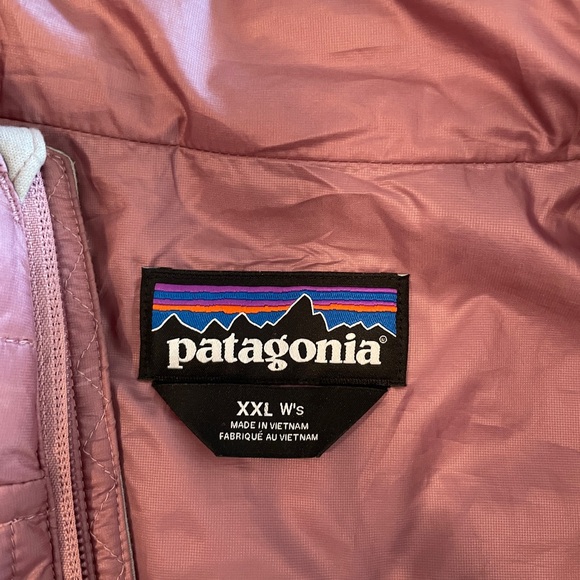 patagonia®
XXL W's
MADE IN VIETNAM
FABRIQUÉ AU VIETNAM